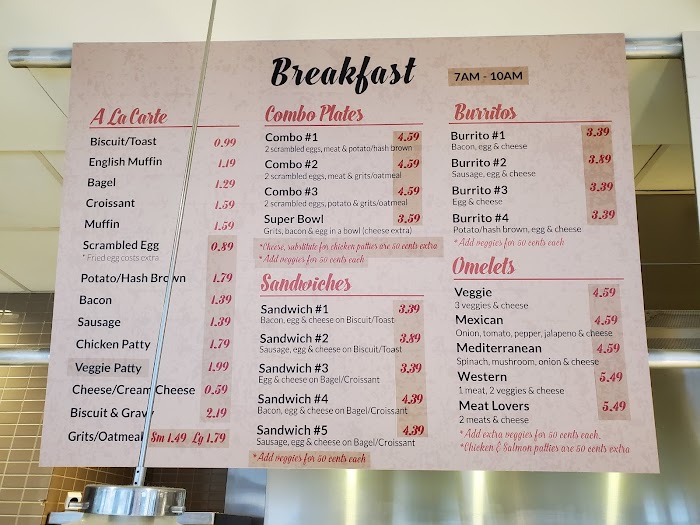 Breakfast
7AM - 10AM
A La Carte
Biscuit/Toast 0.99
English Muffin 1.19
Bagel 1.29
Croissant 1.59
Muffin 1.59
Scrambled Egg 0.89
* Fried egg costs extra
Potato/Hash Brown 1.79
Bacon 1.39
Sausage 1.39
Chicken Patty 1.79
Veggie Patty 1.99
Cheese/Cream Cheese 0.59
Biscuit & Gravy 2.19
Grits/Oatmeal Sm 1.49 Lg 1.79
Combo Plates
Combo #1 4.59
2 scrambled eggs, meat & potato/hash brown
Combo #2 4.59
2 scrambled eggs, meat & grits/oatmeal
Combo #3 4.59
2 scrambled eggs, potato & grits/oatmeal
Super Bowl 3.59
Grits, bacon & egg in a bowl (cheese extra)
*Cheese, substitute for chicken patties are 50 cents extra
* Add veggies for 50 cents each
Sandwiches
Sandwich #1 3.39
Bacon, egg & cheese on Biscuit/Toast
Sandwich #2 3.89
Sausage, egg & cheese on Biscuit/Toast
Sandwich #3 3.39
Egg & cheese on Bagel/Croissant
Sandwich #4 4.39
Bacon, egg & cheese on Bagel/Croissant
Sandwich #5 4.39
Sausage, egg & cheese on Bagel/Croissant
* Add veggies for 50 cents each
Burritos
Burrito #1 3.39
Bacon, egg & cheese
Burrito #2 3.89
Sausage, egg & cheese
Burrito #3 3.39
Egg & cheese
Burrito #4 3.39
Potato/hash brown, egg & cheese
* Add veggies for 50 cents each
Omelets
Veggie 4.59
3 veggies & cheese
Mexican 4.59
Onion, tomato, pepper, jalapeno & cheese
Mediterranean 4.59
Spinach, mushroom, onion & cheese
Western 5.49
1 meat, 2 veggies & cheese
Meat Lovers 5.49
2 meats & cheese
* Add extra veggies for 50 cents each.
*Chicken & Salmon patties are 50 cents extra